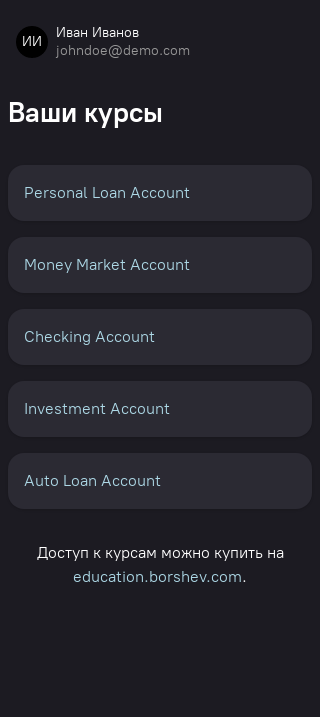 ИИ
Иван Иванов
johndoe@demo.com
Ваши курсы
Personal Loan Account
Money Market Account
Checking Account
Investment Account
Auto Loan Account
Доступ к курсам можно купить на
education.borshev.com.